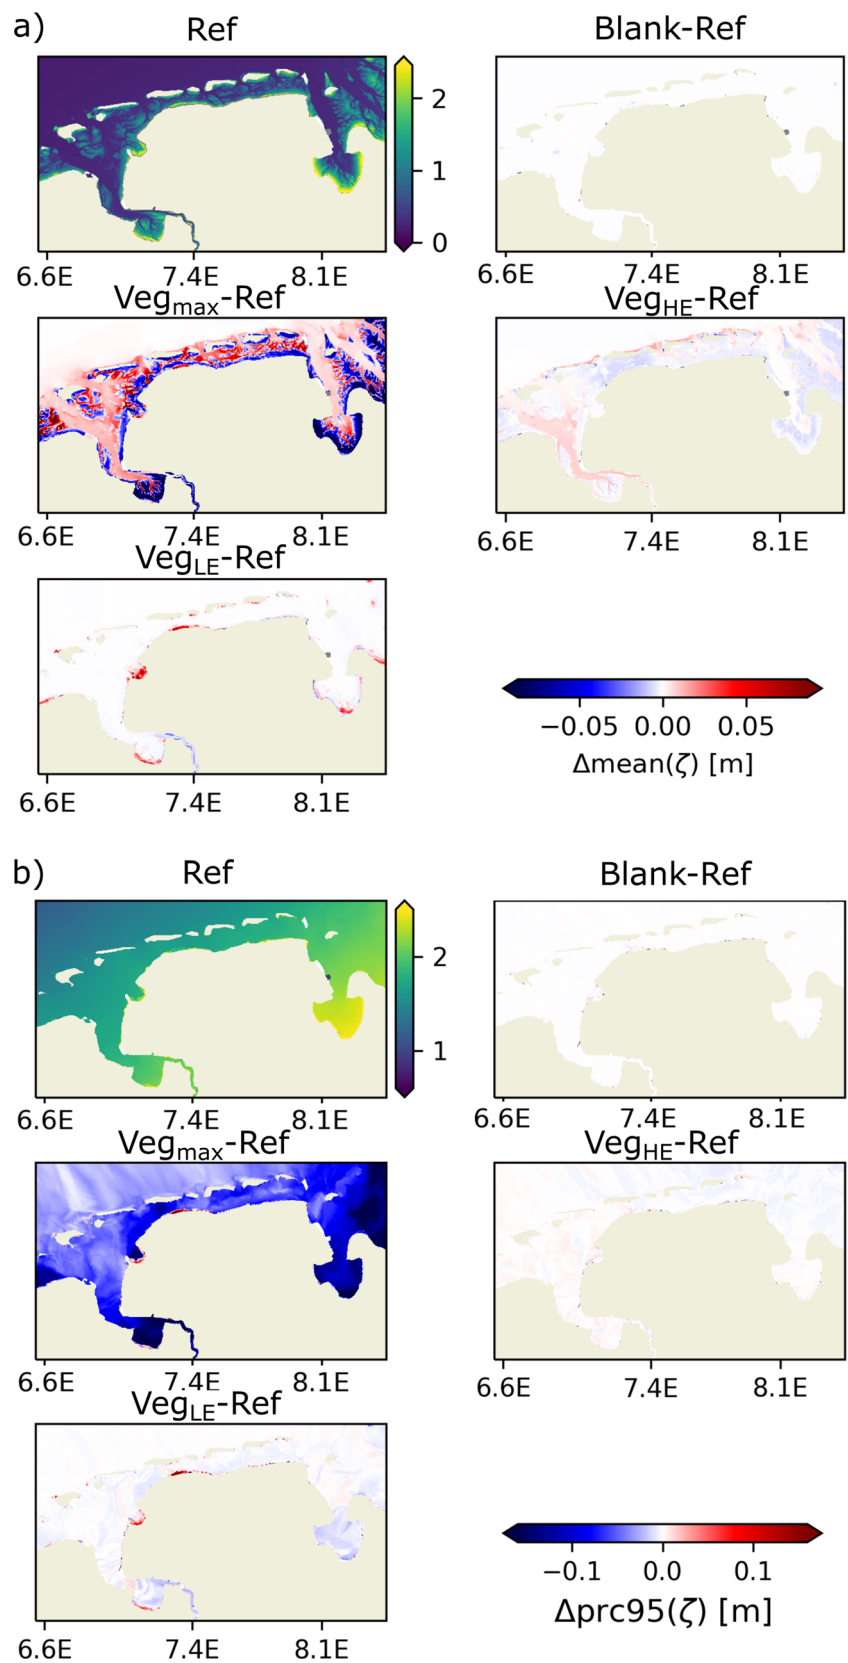 a)
Ref
Blank-Ref
2
1
0
6.6E 7.4E 8.1E
6.6E 7.4E 8.1E
Vegmax-Ref
VegHE-Ref
6.6E 7.4E 8.1E
6.6E 7.4E 8.1E
VegLE-Ref
−0.05 0.00 0.05
Δmean(ζ) [m]
6.6E 7.4E 8.1E
b)
Ref
Blank-Ref
2
1
6.6E 7.4E 8.1E
6.6E 7.4E 8.1E
Vegmax-Ref
VegHE-Ref
6.6E 7.4E 8.1E
6.6E 7.4E 8.1E
VegLE-Ref
−0.1 0.0 0.1
Δprc95(ζ) [m]
6.6E 7.4E 8.1E